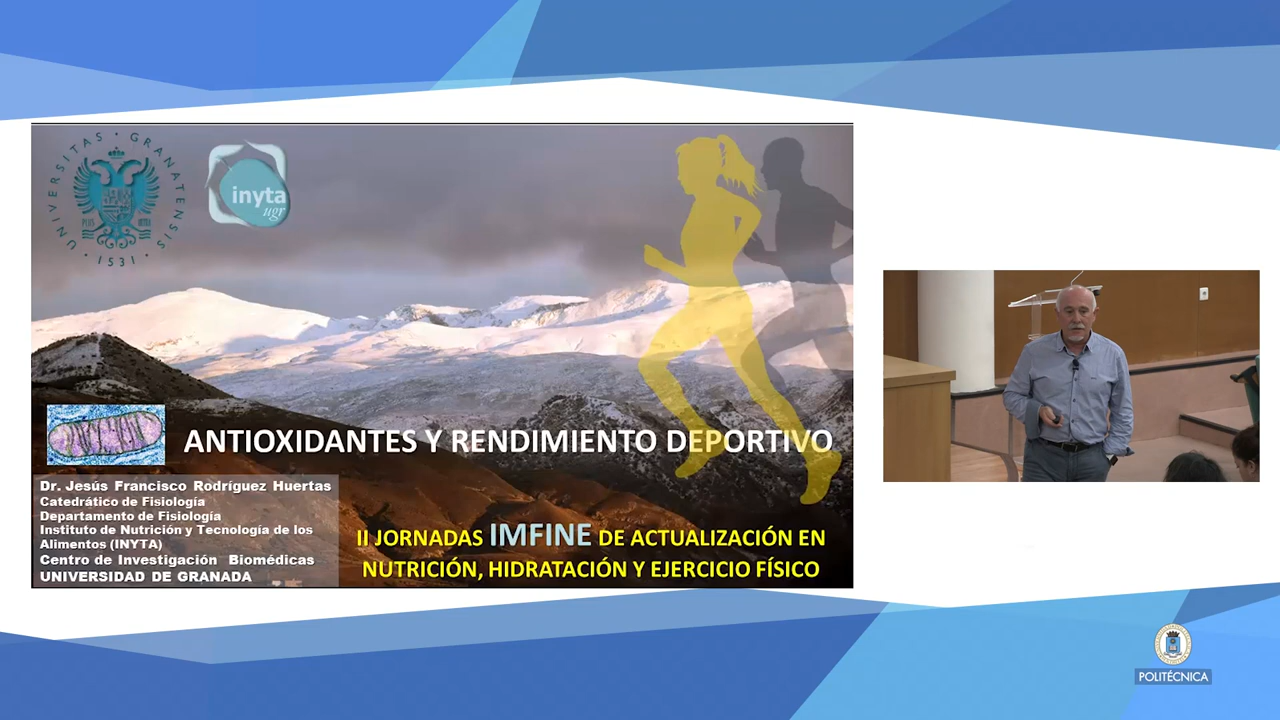 UNIVERSITAS · GRANATENSIS
· 1531 ·
inyta
ugr
ANTIOXIDANTES Y RENDIMIENTO DEPORTIVO
Dr. Jesús Francisco Rodríguez Huertas
Catedrático de Fisiología
Departamento de Fisiología
Instituto de Nutrición y Tecnología de los
Alimentos (INYTA)
Centro de Investigación Biomédicas
UNIVERSIDAD DE GRANADA
II JORNADAS IMFINE DE ACTUALIZACIÓN EN
NUTRICIÓN, HIDRATACIÓN Y EJERCICIO FÍSICO
POLITÉCNICA